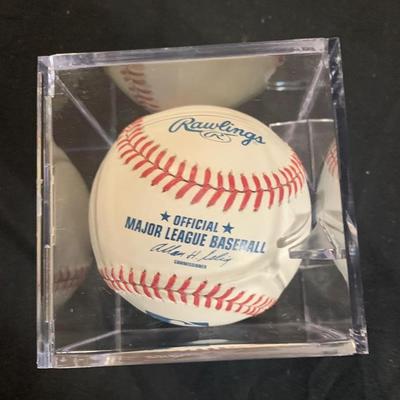 Rawlings
OFFICIAL
MAJOR LEAGUE BASEBALL
Allan H. Selig
COMMISSIONER